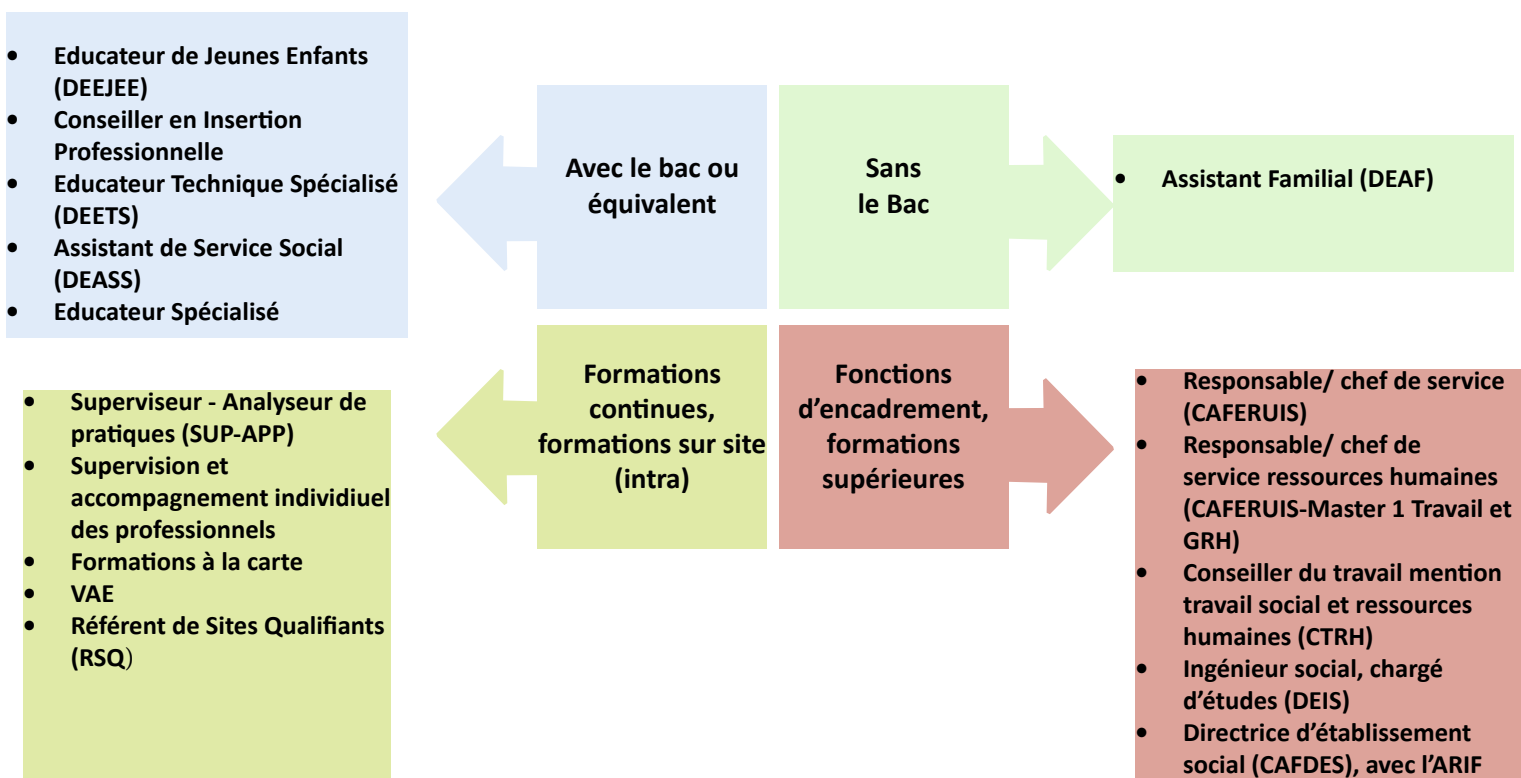 • Educateur de Jeunes Enfants
(DEEJEE)
• Conseiller en Insertion
Professionnelle
• Educateur Technique Spécialisé
(DEETS)
• Assistant de Service Social
(DEASS)
• Educateur Spécialisé
Avec le bac ou
équivalent
Sans
le Bac
• Assistant Familial (DEAF)
• Superviseur - Analyseur de
pratiques (SUP-APP)
• Supervision et
accompagnement individiuel
des professionnels
• Formations à la carte
• VAE
• Référent de Sites Qualifiants
(RSQ)
Formations
continues,
formations sur site
(intra)
Fonctions
d’encadrement,
formations
supérieures
• Responsable/ chef de service
(CAFERUIS)
• Responsable/ chef de
service ressources humaines
(CAFERUIS-Master 1 Travail et
GRH)
• Conseiller du travail mention
travail social et ressources
humaines (CTRH)
• Ingénieur social, chargé
d’études (DEIS)
• Directrice d’établissement
social (CAFDES), avec l’ARIF